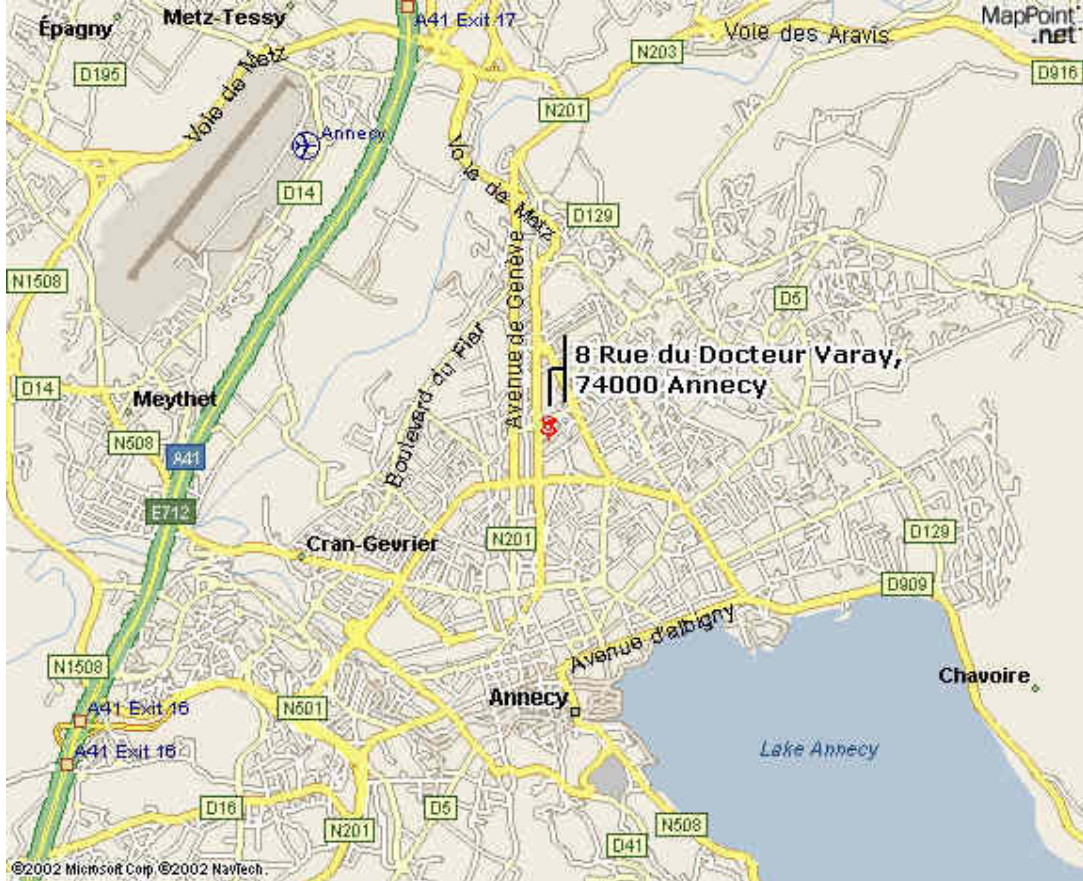 Épagny
Metz-Tessy
A41 Exit 17
MapPoint
.net
Voie des Aravis
N203
D195
D916
Voie de Metz
N201
Annecy
Voie de Metz
D14
D129
N1508
D5
Avenue de Genève
Boulevard du Fier
8 Rue du Docteur Varay,
74000 Annecy
D14
Meythet
N508
A41
E712
Cran-Gevrier
N201
D129
D909
Avenue d'albigny
N1508
Chavoire
Annecy
N501
A41 Exit 16
A41 Exit 16
Lake Annecy
D16
D5
N201
N508
D41
©2002 Microsoft Corp ©2002 NavTech.